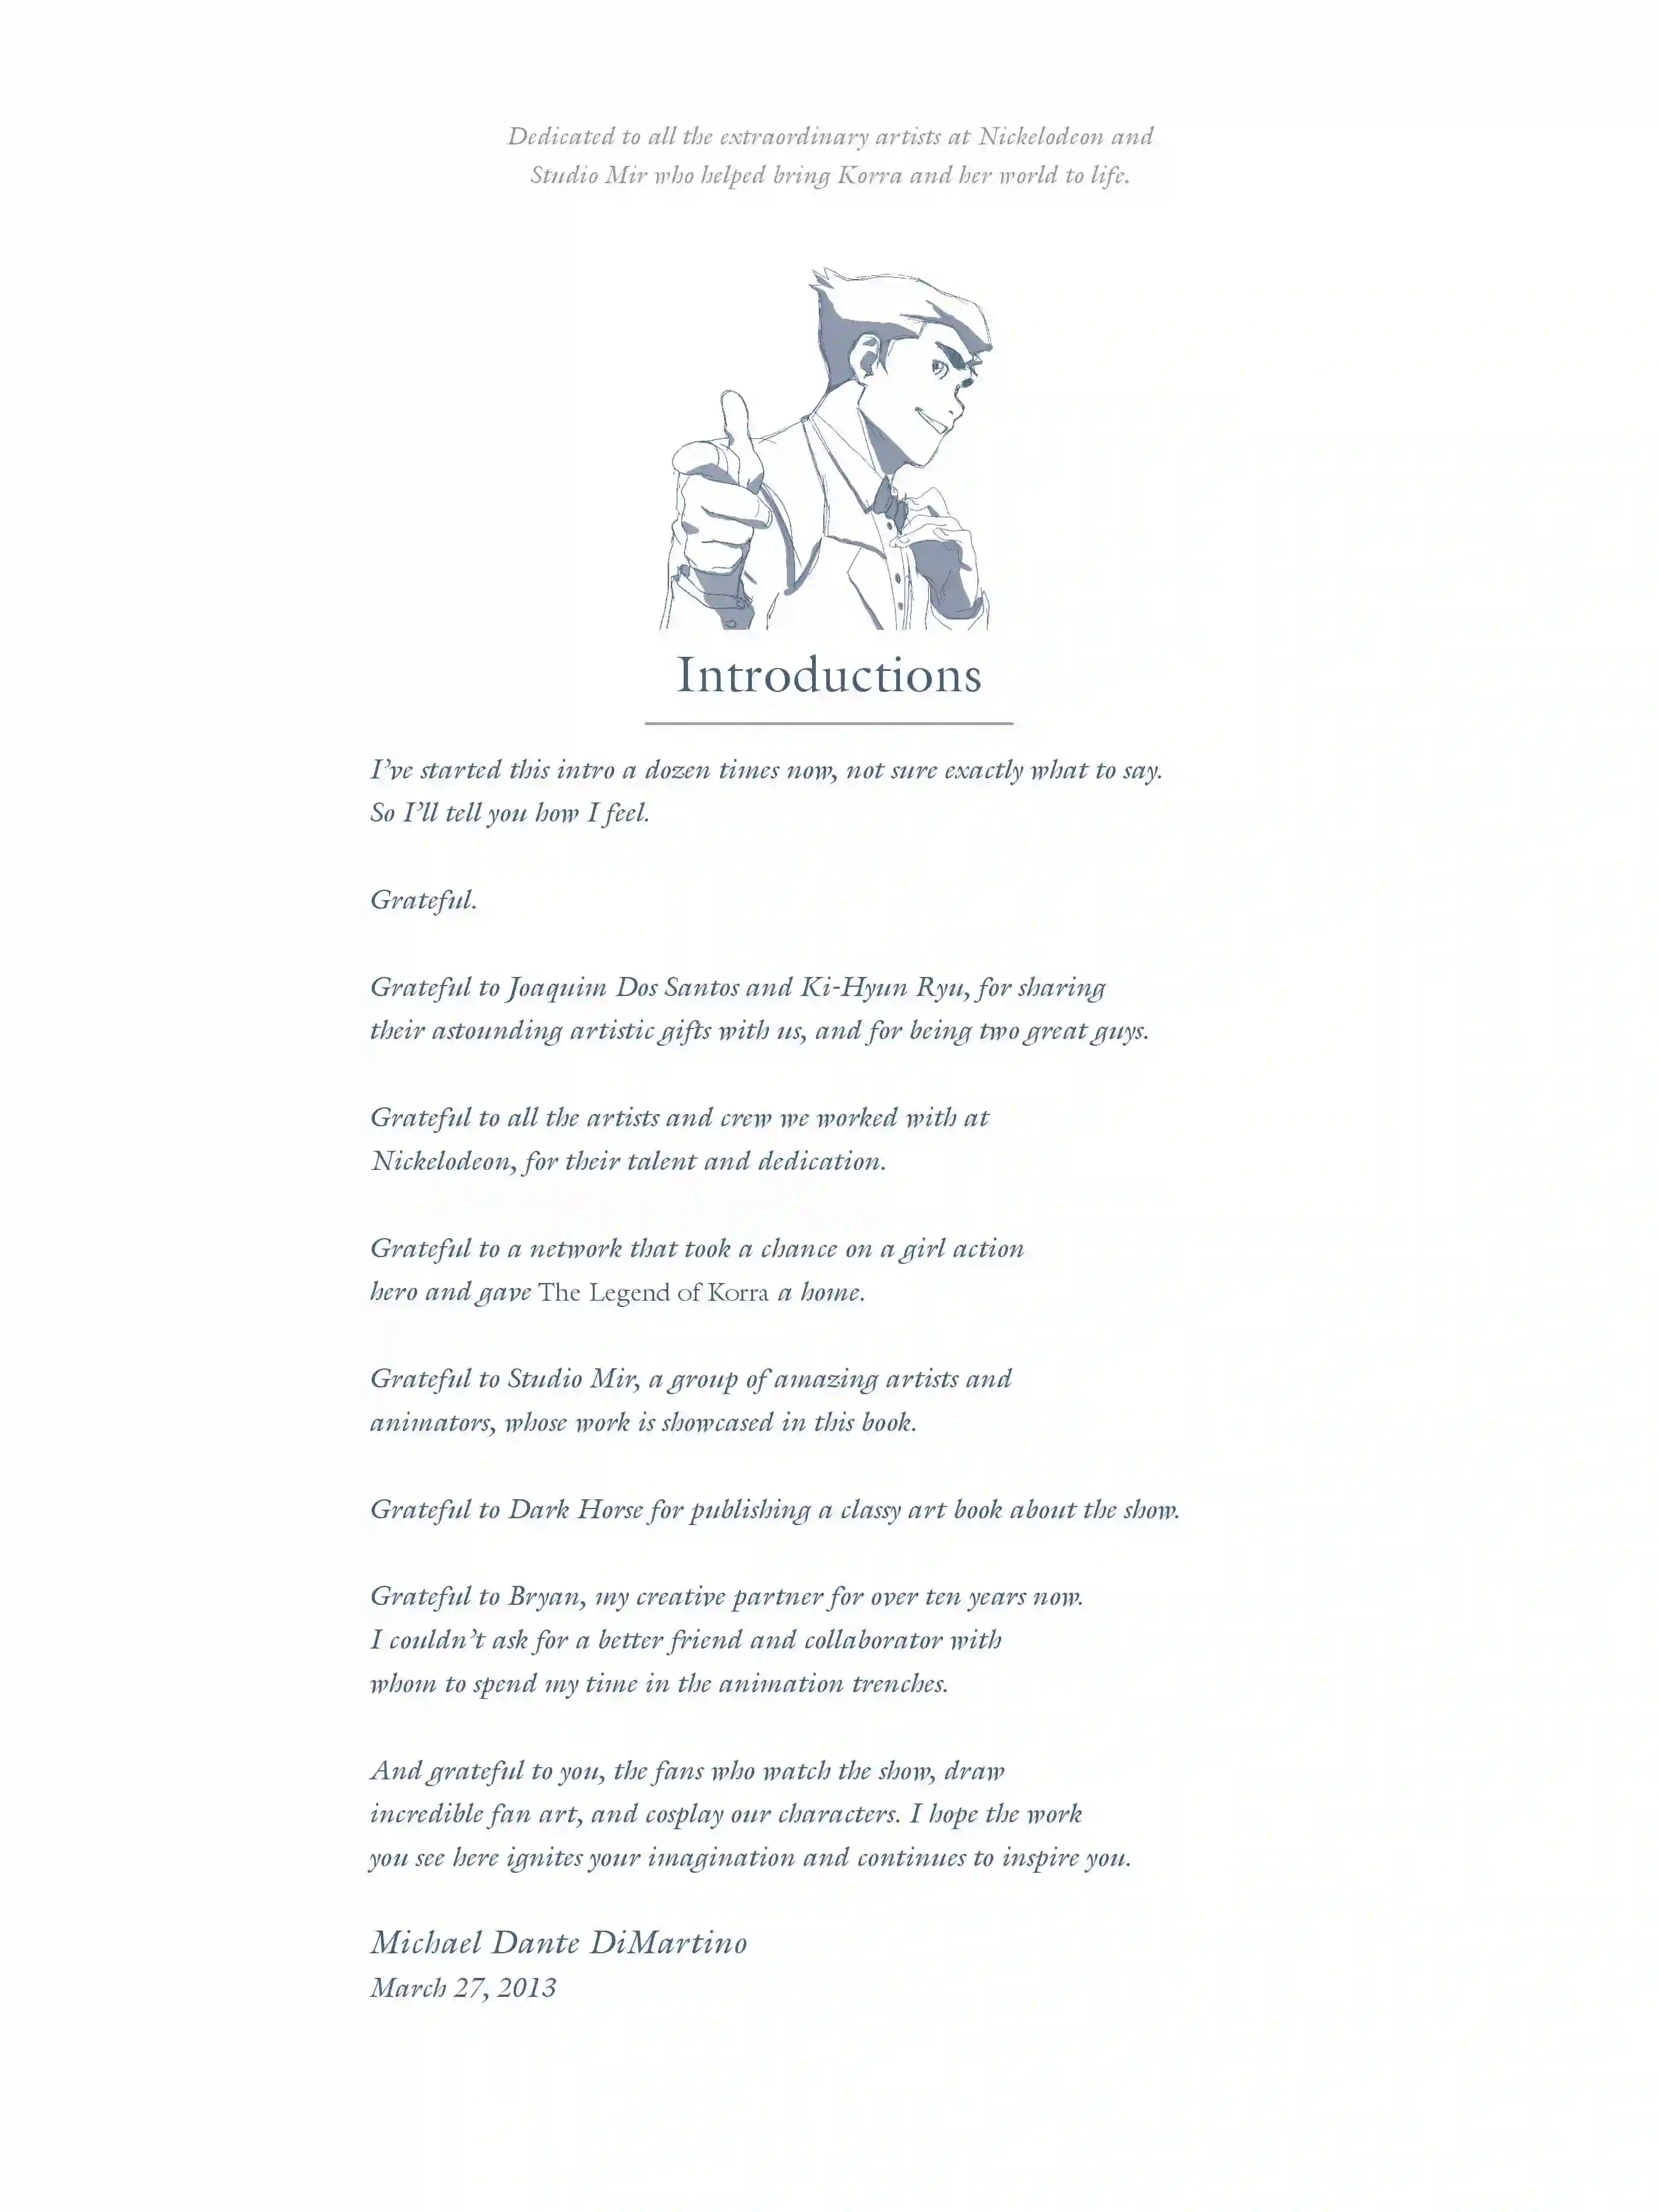 Dedicated to all the extraordinary artists at Nickelodeon and
Studio Mir who helped bring Korra and her world to life.
Introductions
I've started this intro a dozen times now, not sure exactly what to say.
So I'll tell you how I feel.
Grateful.
Grateful to Joaquim Dos Santos and Ki-Hyun Ryu, for sharing
their astounding artistic gifts with us, and for being two great guys.
Grateful to all the artists and crew we worked with at
Nickelodeon, for their talent and dedication.
Grateful to a network that took a chance on a girl action
hero and gave The Legend of Korra a home.
Grateful to Studio Mir, a group of amazing artists and
animators, whose work is showcased in this book.
Grateful to Dark Horse for publishing a classy art book about the show.
Grateful to Bryan, my creative partner for over ten years now.
I couldn't ask for a better friend and collaborator with
whom to spend my time in the animation trenches.
And grateful to you, the fans who watch the show, draw
incredible fan art, and cosplay our characters. I hope the work
you see here ignites your imagination and continues to inspire you.
Michael Dante DiMartino
March 27, 2013